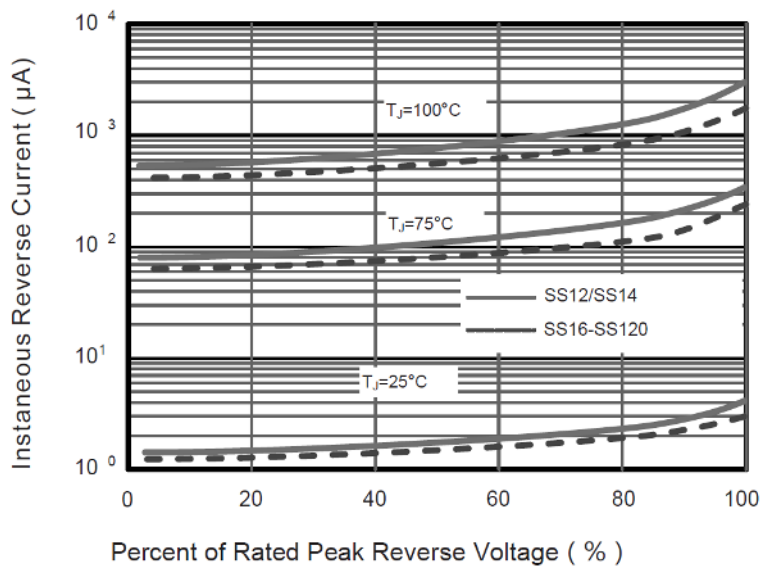 Instaneous Reverse Current ( μA)
10 4
10 3
10 2
10 1
10 0
TJ=100°C
TJ=75°C
SS12/SS14
SS16-SS120
TJ=25°C
0 20 40 60 80 100
Percent of Rated Peak Reverse Voltage ( % )